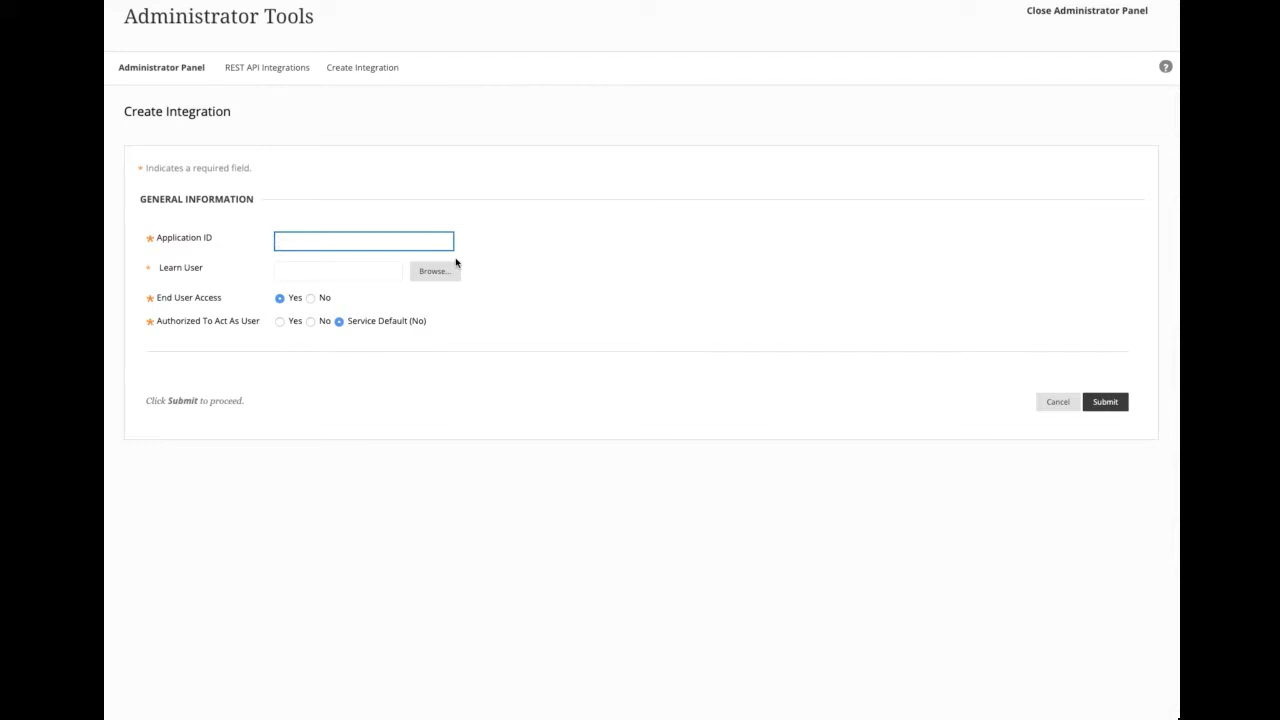 Administrator Tools
Close Administrator Panel
Administrator Panel REST API Integrations Create Integration ?
Create Integration
* Indicates a required field.
GENERAL INFORMATION
* Application ID
* Learn User Browse...
* End User Access Yes No
* Authorized To Act As User Yes No Service Default (No)
Click Submit to proceed. Cancel Submit